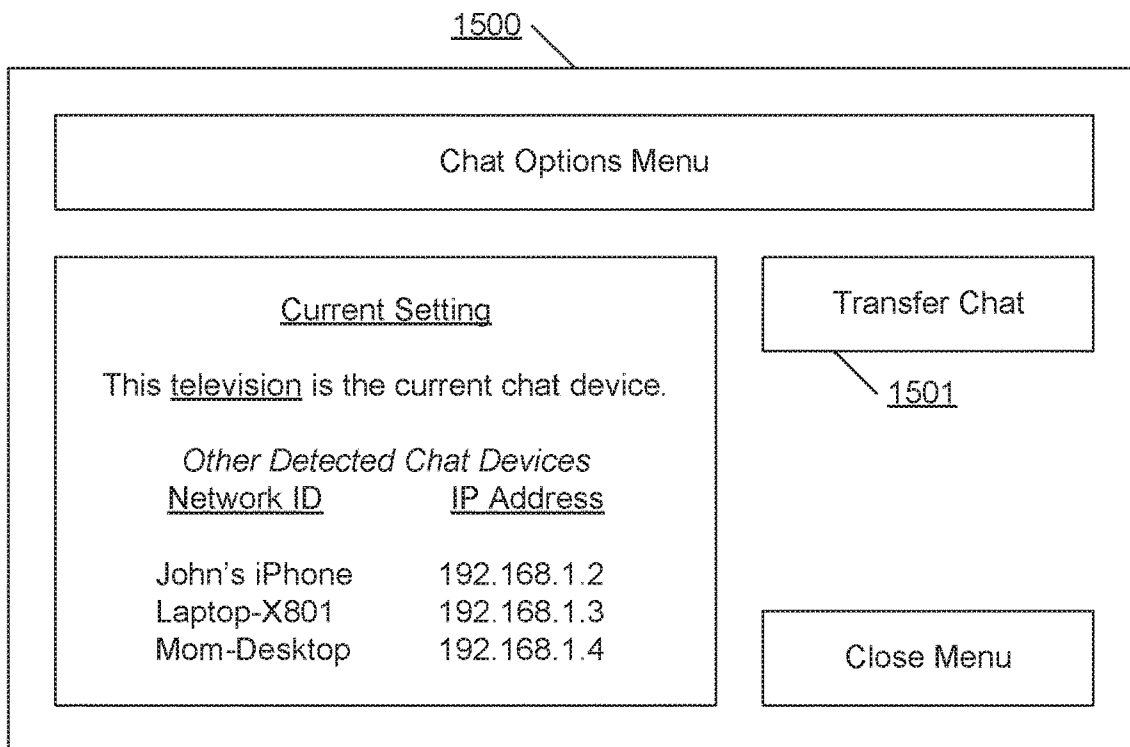 1500
Chat Options Menu
Current Setting
This television is the current chat device.
Other Detected Chat Devices
Network ID IP Address
John's iPhone 192.168.1.2
Laptop-X801 192.168.1.3
Mom-Desktop 192.168.1.4
Transfer Chat
1501
Close Menu